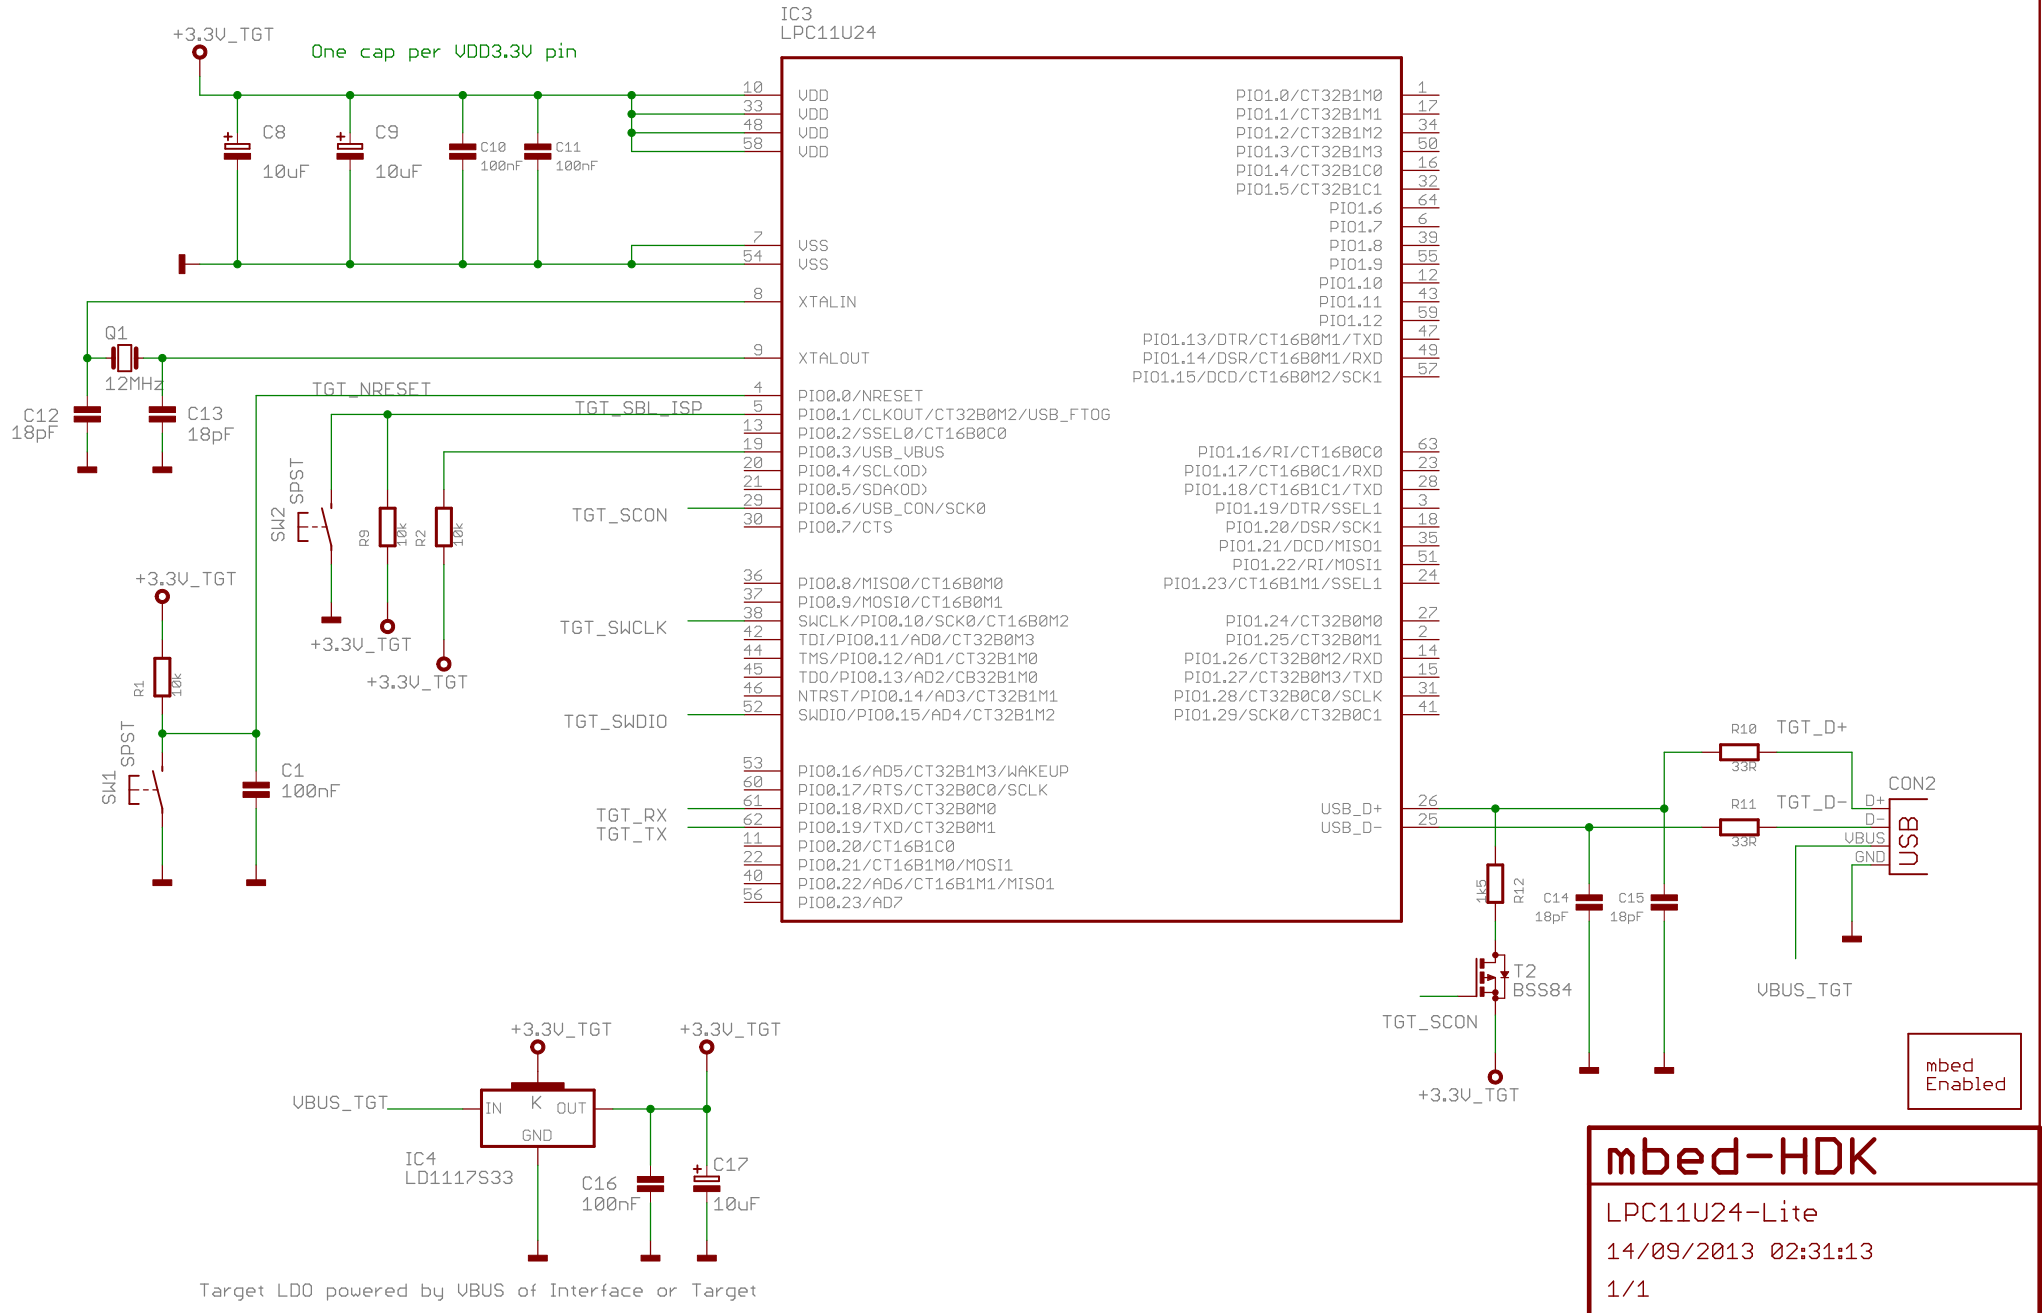 IC3
LPC11U24
+3.3V_TGT
One cap per VDD3.3V pin
C8
10uF
C9
10uF
C10
100nF
C11
100nF
10 VDD
33 VDD
48 VDD
58 VDD
7 VSS
54 VSS
8 XTALIN
9 XTALOUT
Q1
12MHz
C12
18pF
C13
18pF
TGT_NRESET
TGT_SBL_ISP
4 PIO0.0/NRESET
5 PIO0.1/CLKOUT/CT32B0M2/USB_FTOG
13 PIO0.2/SSEL0/CT16B0C0
19 PIO0.3/USB_VBUS
20 PIO0.4/SCL(OD)
21 PIO0.5/SDA(OD)
TGT_SCON
29 PIO0.6/USB_CON/SCK0
30 PIO0.7/CTS
36 PIO0.8/MISO0/CT16B0M0
37 PIO0.9/MOSI0/CT16B0M1
TGT_SWCLK
38 SWCLK/PIO0.10/SCK0/CT16B0M2
42 TDI/PIO0.11/AD0/CT32B0M3
44 TMS/PIO0.12/AD1/CT32B1M0
45 TDO/PIO0.13/AD2/CB32B1M0
46 NTRST/PIO0.14/AD3/CT32B1M1
TGT_SWDIO
52 SWDIO/PIO0.15/AD4/CT32B1M2
53 PIO0.16/AD5/CT32B1M3/WAKEUP
60 PIO0.17/RTS/CT32B0C0/SCLK
TGT_RX
61 PIO0.18/RXD/CT32B0M0
TGT_TX
62 PIO0.19/TXD/CT32B0M1
11 PIO0.20/CT16B1C0
22 PIO0.21/CT16B1M0/MOSI1
40 PIO0.22/AD6/CT16B1M1/MISO1
56 PIO0.23/AD7
SW2
SPST
R9
10k
R2
10k
+3.3V_TGT
+3.3V_TGT
+3.3V_TGT
R1
10k
SW1
SPST
C1
100nF
PIO1.0/CT32B1M0 1
PIO1.1/CT32B1M1 17
PIO1.2/CT32B1M2 34
PIO1.3/CT32B1M3 50
PIO1.4/CT32B1C0 16
PIO1.5/CT32B1C1 32
PIO1.6 64
PIO1.7 6
PIO1.8 39
PIO1.9 55
PIO1.10 12
PIO1.11 43
PIO1.12 59
PIO1.13/DTR/CT16B0M1/TXD 47
PIO1.14/DSR/CT16B0M1/RXD 49
PIO1.15/DCD/CT16B0M2/SCK1 57
PIO1.16/RI/CT16B0C0 63
PIO1.17/CT16B0C1/RXD 23
PIO1.18/CT16B1C1/TXD 28
PIO1.19/DTR/SSEL1 3
PIO1.20/DSR/SCK1 18
PIO1.21/DCD/MISO1 35
PIO1.22/RI/MOSI1 51
PIO1.23/CT16B1M1/SSEL1 24
PIO1.24/CT32B0M0 27
PIO1.25/CT32B0M1 2
PIO1.26/CT32B0M2/RXD 14
PIO1.27/CT32B0M3/TXD 15
PIO1.28/CT32B0C0/SCLK 31
PIO1.29/SCK0/CT32B0C1 41
USB_D+ 26
USB_D- 25
R10
33R
TGT_D+
R11
33R
TGT_D-
CON2
D+
D-
VBUS
GND
USB
1k5
R12
C14
18pF
C15
18pF
T2
BSS84
TGT_SCON
+3.3V_TGT
VBUS_TGT
+3.3V_TGT
+3.3V_TGT
VBUS_TGT
IN
K
OUT
GND
IC4
LD1117S33
C16
100nF
C17
10uF
Target LDO powered by VBUS of Interface or Target
mbed
Enabled
mbed-HDK
LPC11U24-Lite
14/09/2013 02:31:13
1/1